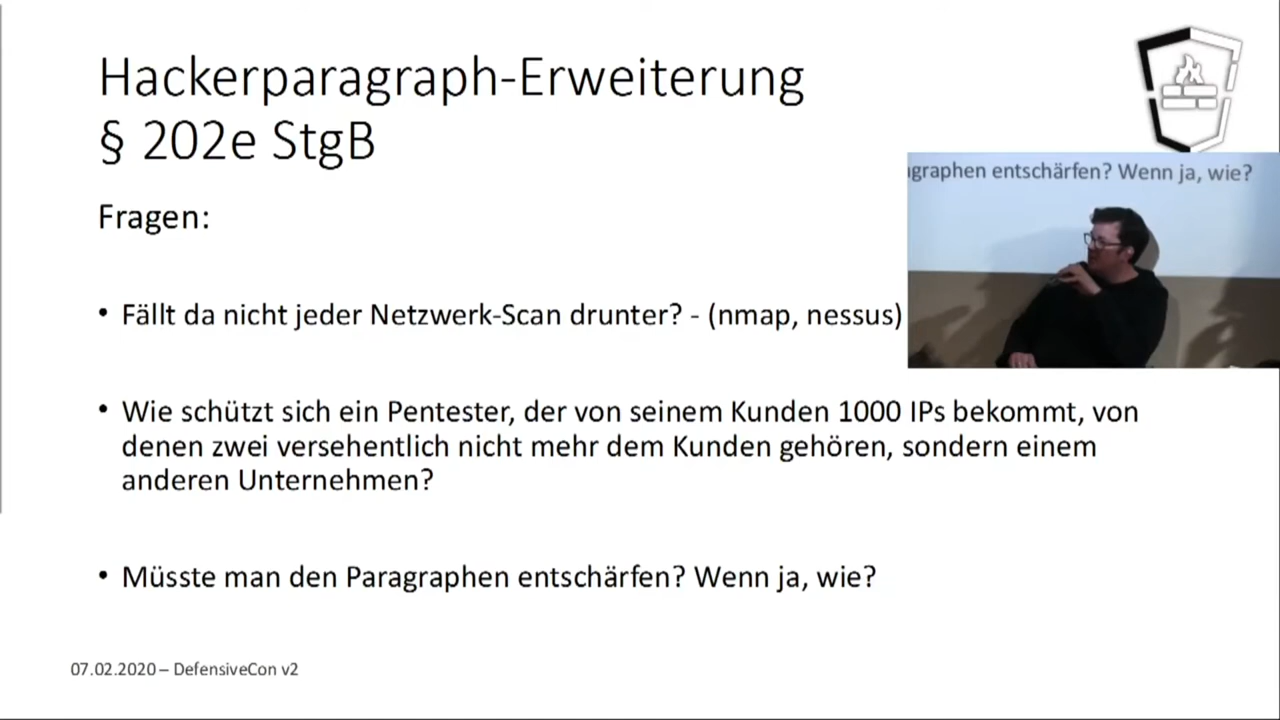 Hackerparagraph-Erweiterung
§ 202e StgB
Fragen:
• Fällt da nicht jeder Netzwerk-Scan drunter? - (nmap, nessus)
• Wie schützt sich ein Pentester, der von seinem Kunden 1000 IPs bekommt, von
denen zwei versehentlich nicht mehr dem Kunden gehören, sondern einem
anderen Unternehmen?
• Müsste man den Paragraphen entschärfen? Wenn ja, wie?
07.02.2020 – DefensiveCon v2
agraphen entschärfen? Wenn ja, wie?